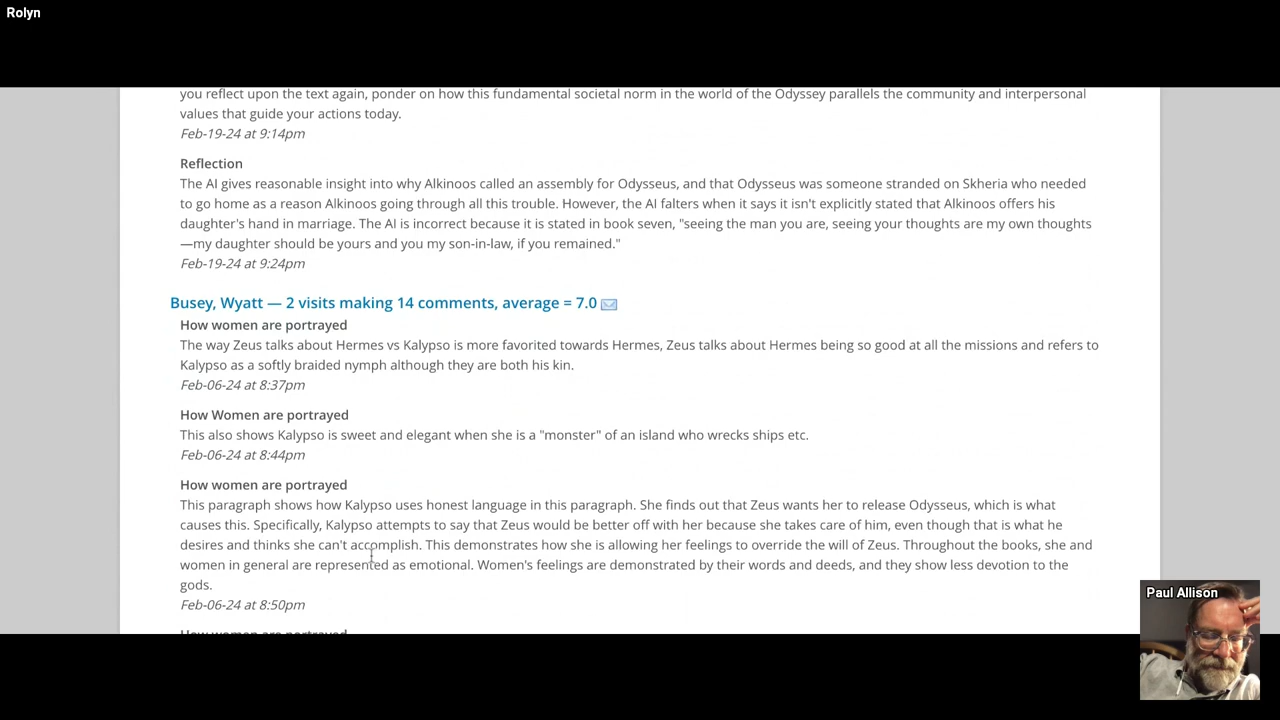 Rolyn
you reflect upon the text again, ponder on how this fundamental societal norm in the world of the Odyssey parallels the community and interpersonal
values that guide your actions today.
Feb-19-24 at 9:14pm
Reflection
The AI gives reasonable insight into why Alkinoos called an assembly for Odysseus, and that Odysseus was someone stranded on Skheria who needed
to go home as a reason Alkinoos going through all this trouble. However, the AI falters when it says it isn't explicitly stated that Alkinoos offers his
daughter's hand in marriage. The AI is incorrect because it is stated in book seven, "seeing the man you are, seeing your thoughts are my own thoughts
—my daughter should be yours and you my son-in-law, if you remained."
Feb-19-24 at 9:24pm
Busey, Wyatt — 2 visits making 14 comments, average = 7.0
How women are portrayed
The way Zeus talks about Hermes vs Kalypso is more favorited towards Hermes, Zeus talks about Hermes being so good at all the missions and refers to
Kalypso as a softly braided nymph although they are both his kin.
Feb-06-24 at 8:37pm
How Women are portrayed
This also shows Kalypso is sweet and elegant when she is a "monster" of an island who wrecks ships etc.
Feb-06-24 at 8:44pm
How women are portrayed
This paragraph shows how Kalypso uses honest language in this paragraph. She finds out that Zeus wants her to release Odysseus, which is what
causes this. Specifically, Kalypso attempts to say that Zeus would be better off with her because she takes care of him, even though that is what he
desires and thinks she can't accomplish. This demonstrates how she is allowing her feelings to override the will of Zeus. Throughout the books, she and
women in general are represented as emotional. Women's feelings are demonstrated by their words and deeds, and they show less devotion to the
gods.
Feb-06-24 at 8:50pm
How women are portrayed
Paul Allison